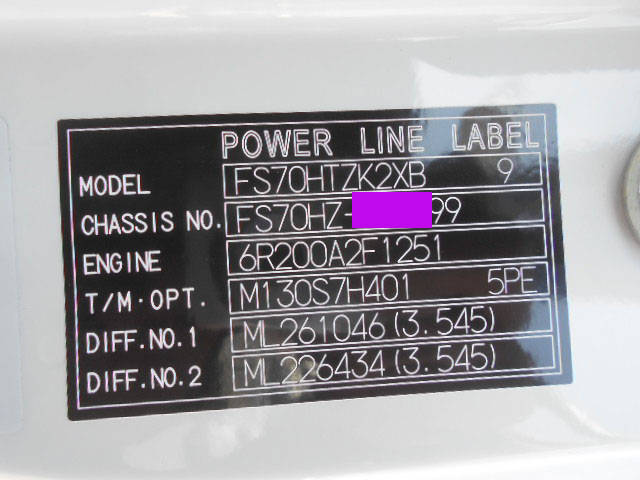 POWER LINE LABEL
MODEL FS70HTZK2XB 9
CHASSIS NO. FS70HZ- 99
ENGINE 6R200A2F1251
T/M·OPT. M130S7H401 5PE
DIFF.NO.1 ML261046(3.545)
DIFF.NO.2 ML226434(3.545)